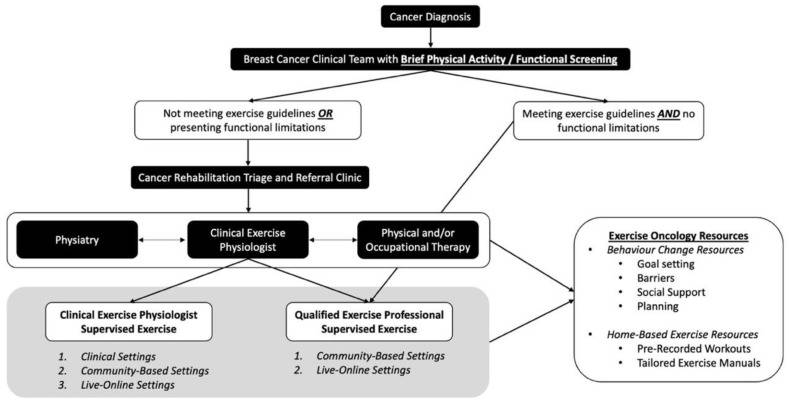 Cancer Diagnosis
Breast Cancer Clinical Team with Brief Physical Activity / Functional Screening
Not meeting exercise guidelines OR
presenting functional limitations
Meeting exercise guidelines AND no
functional limitations
Cancer Rehabilitation Triage and Referral Clinic
Physiatry
Clinical Exercise
Physiologist
Physical and/or
Occupational Therapy
Clinical Exercise Physiologist
Supervised Exercise
1. Clinical Settings
2. Community-Based Settings
3. Live-Online Settings
Qualified Exercise Professional
Supervised Exercise
1. Community-Based Settings
2. Live-Online Settings
Exercise Oncology Resources
• Behaviour Change Resources
• Goal setting
• Barriers
• Social Support
• Planning
• Home-Based Exercise Resources
• Pre-Recorded Workouts
• Tailored Exercise Manuals